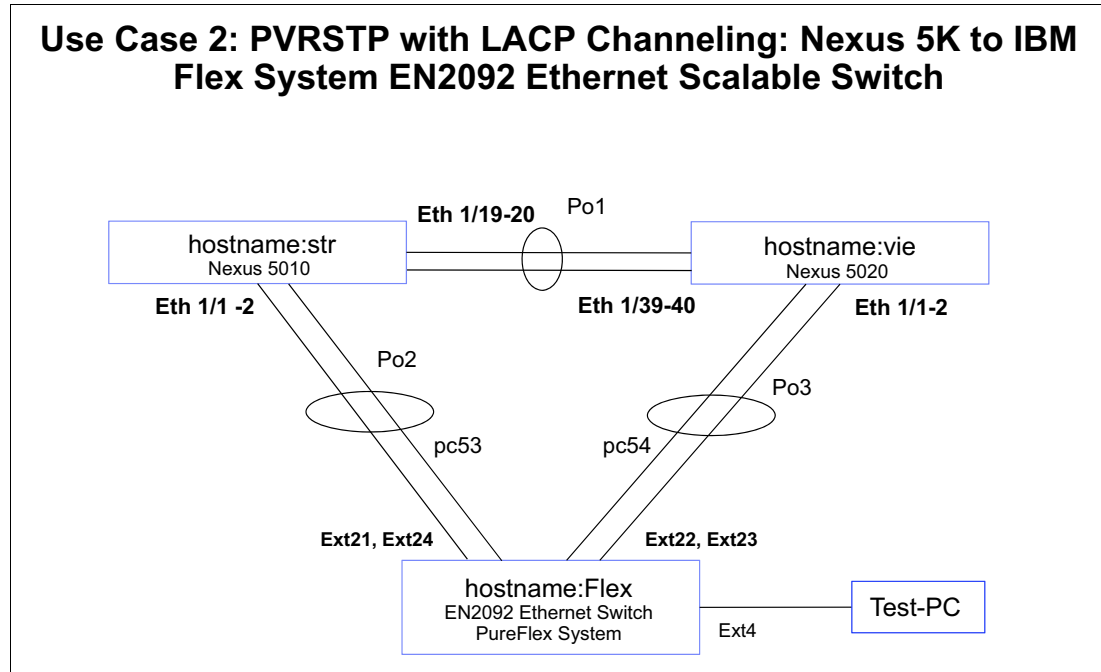 Use Case 2: PVRSTP with LACP Channeling: Nexus 5K to IBM
Flex System EN2092 Ethernet Scalable Switch
Eth 1/19-20
Po1
hostname:str
Nexus 5010
hostname:vie
Nexus 5020
Eth 1/1 -2
Eth 1/39-40
Eth 1/1-2
Po2
Po3
pc53
pc54
Ext21, Ext24
Ext22, Ext23
hostname:Flex
EN2092 Ethernet Switch
PureFlex System
Ext4
Test-PC